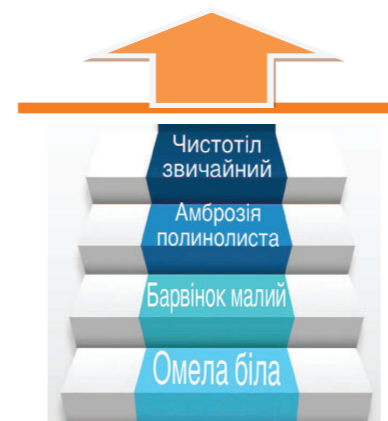 Чистотіл
звичайний
Амброзія
полинолиста
Барвінок малий
Омела біла